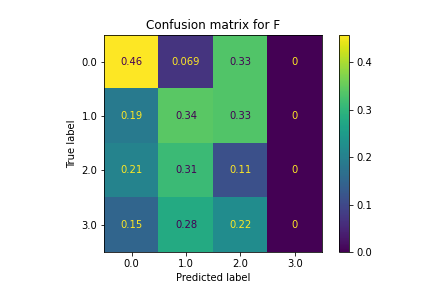 Confusion matrix for F
0.0 0.46 0.069 0.33 0
1.0 0.19 0.34 0.33 0
2.0 0.21 0.31 0.11 0
3.0 0.15 0.28 0.22 0
0.0 1.0 2.0 3.0
Predicted label
True label
0.4
0.3
0.2
0.1
0.0